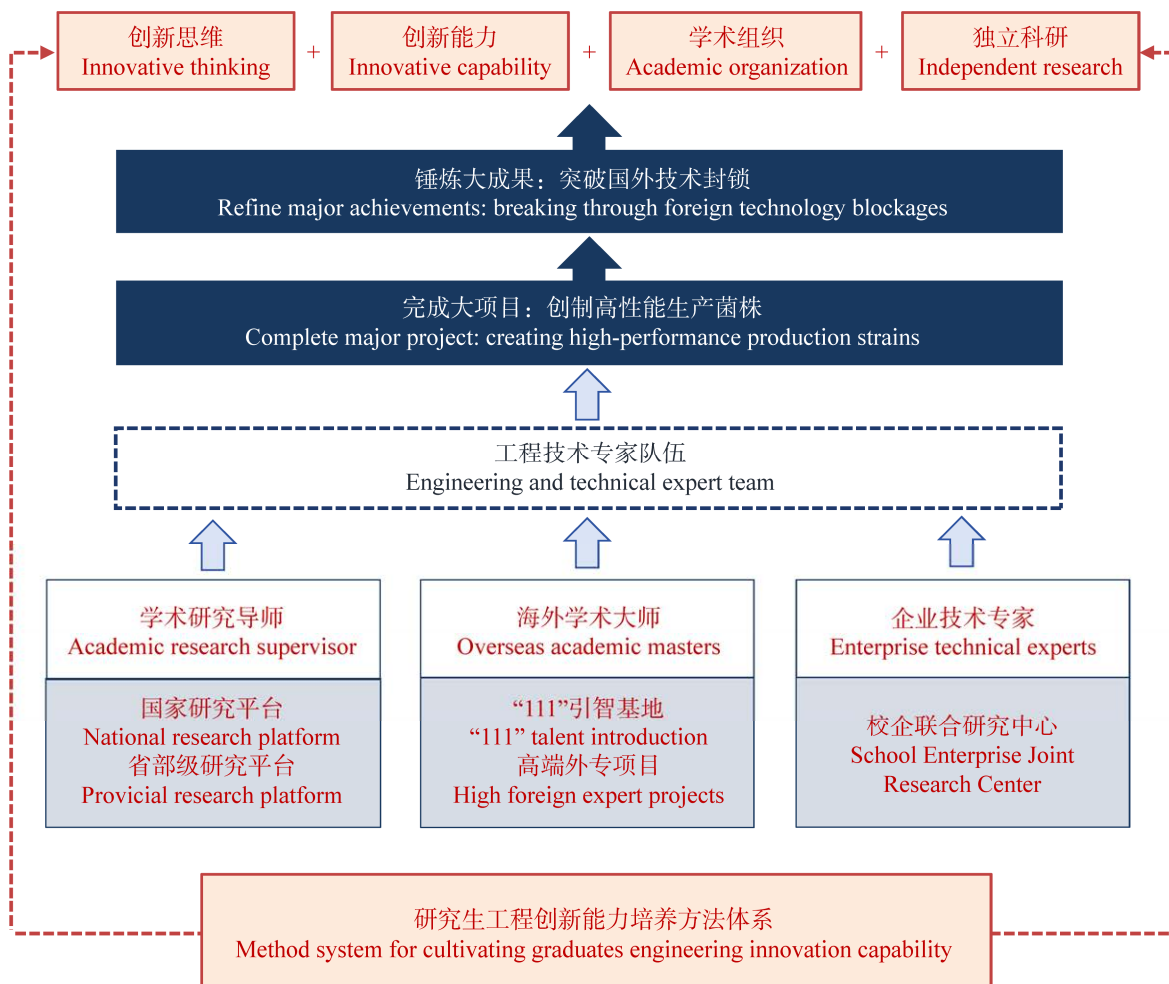 创新思维
Innovative thinking
+
创新能力
Innovative capability
+
学术组织
Academic organization
+
独立科研
Independent research
锤炼大成果：突破国外技术封锁
Refine major achievements: breaking through foreign technology blockages
完成大项目：创制高性能生产菌株
Complete major project: creating high-performance production strains
工程技术专家队伍
Engineering and technical expert team
学术研究导师
Academic research supervisor
国家研究平台
National research platform
省部级研究平台
Provicial research platform
海外学术大师
Overseas academic masters
“111”引智基地
“111” talent introduction
高端外专项目
High foreign expert projects
企业技术专家
Enterprise technical experts
校企联合研究中心
School Enterprise Joint
Research Center
研究生工程创新能力培养方法体系
Method system for cultivating graduates engineering innovation capability